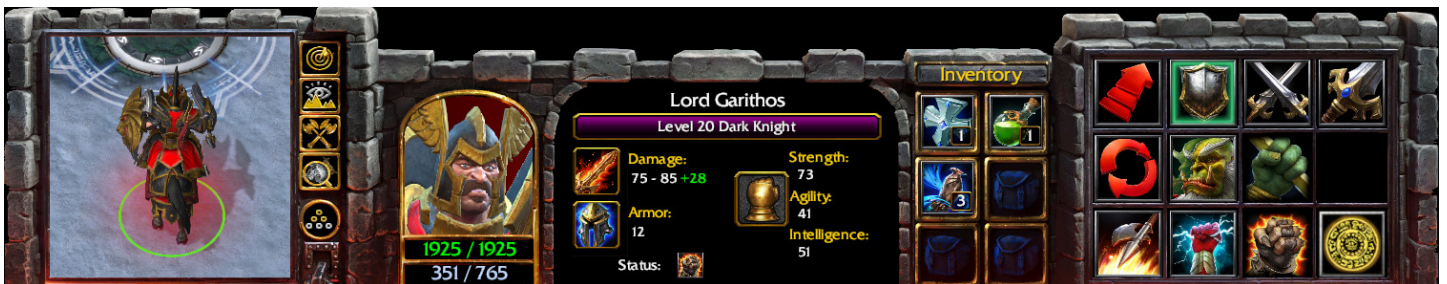 Lord Garithos
Level 20 Dark Knight
Damage:
75 - 85 +28
Armor:
12
Strength:
73
Agility:
41
Intelligence:
51
Status:
1925 / 1925
351 / 765
Inventory
1
1
3